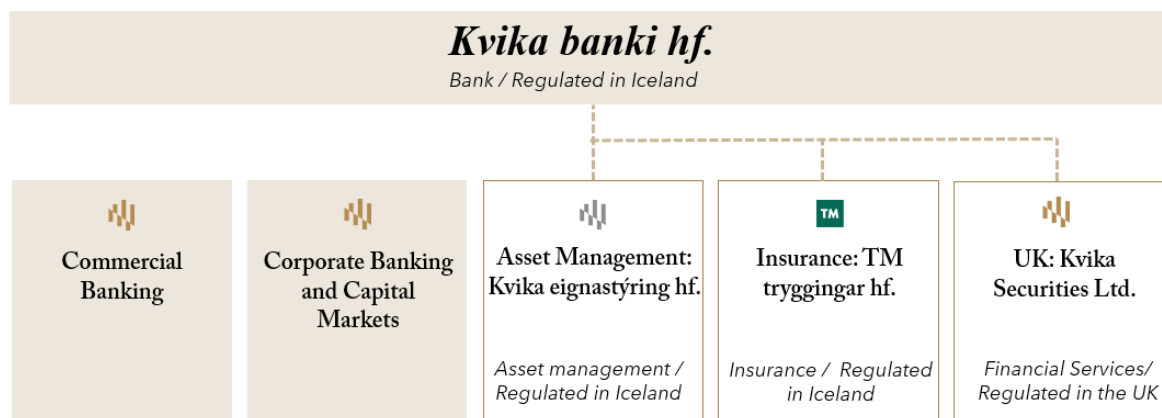 Kvika banki hf.
Bank / Regulated in Iceland
Commercial
Banking
Corporate Banking
and Capital
Markets
Asset Management:
Kvika eignastýring hf.
Asset management /
Regulated in Iceland
TM
Insurance: TM
tryggingar hf.
Insurance / Regulated
in Iceland
UK: Kvika
Securities Ltd.
Financial Services/
Regulated in the UK